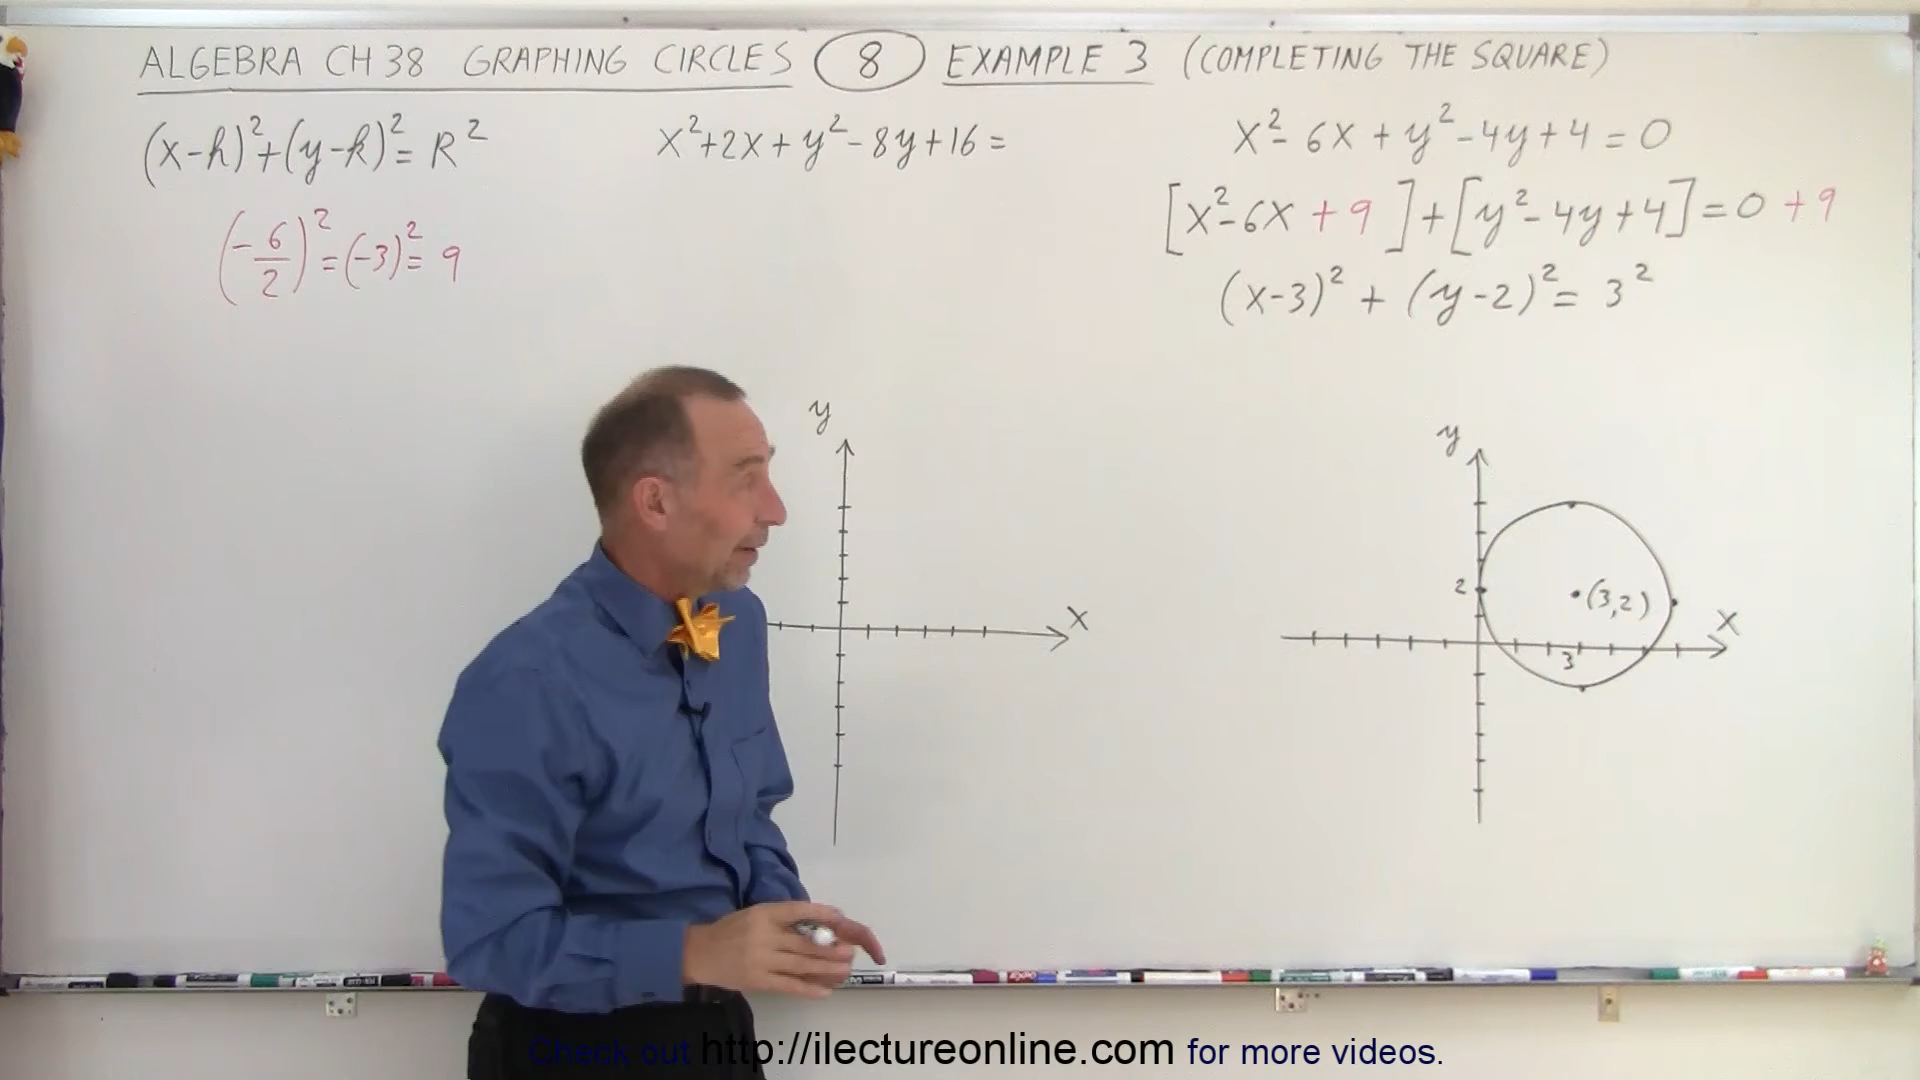 ALGEBRA CH 38 GRAPHING CIRCLES 8 EXAMPLE 3 (COMPLETING THE SQUARE)
(x-h)²+(y-k)²=R²
(-6/2)²=(-3)²=9
x²+2x+y²-8y+16=
x²-6x+y²-4y+4=0
[x²-6x+9]+[y²-4y+4]=0+9
(x-3)²+(y-2)²=3²
y
x
y
2
(3,2)
x
3
Check out http://ilectureonline.com for more videos.